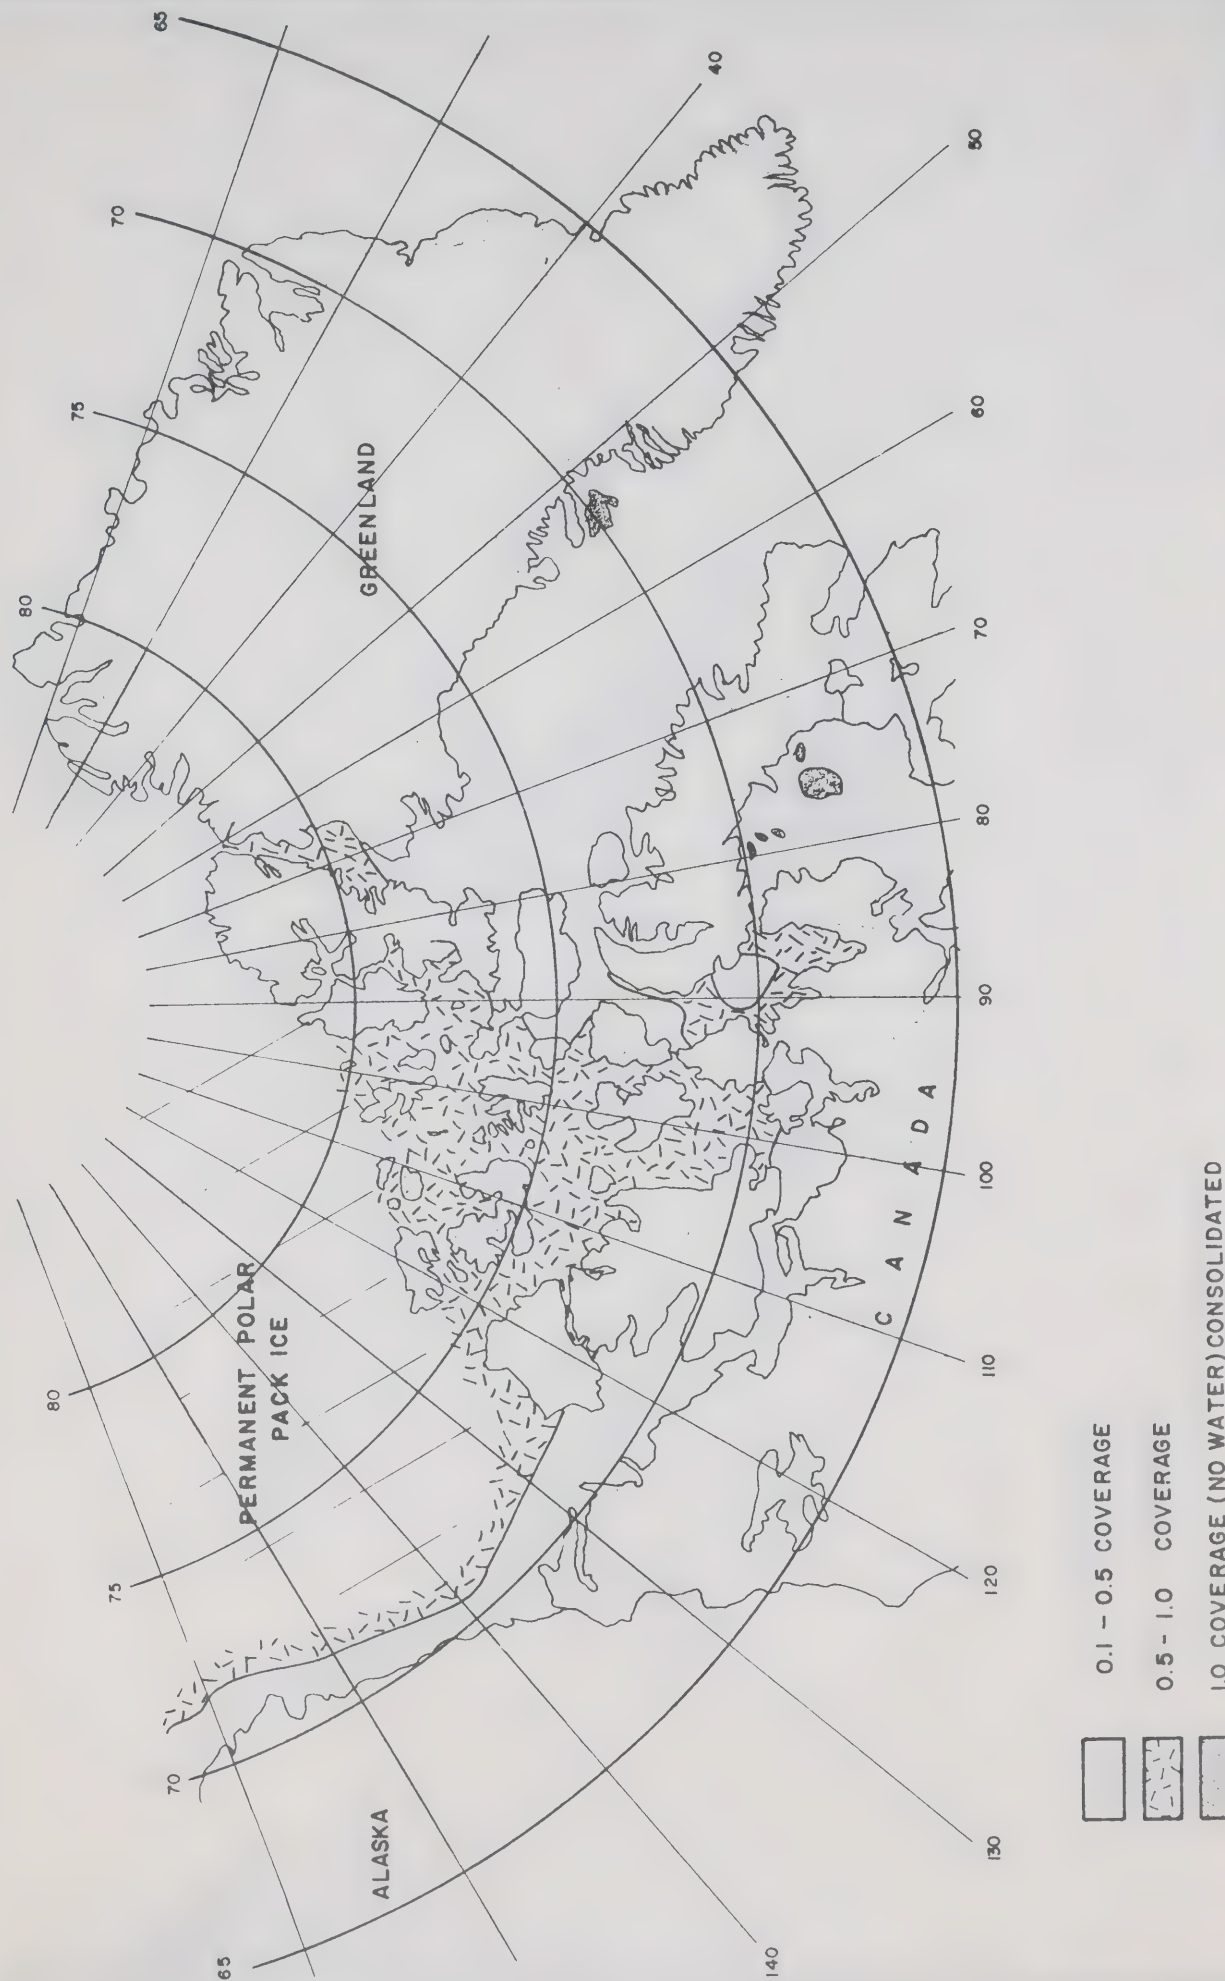 65
70
75
80
40
50
60
70
80
90
100
110
120
130
140
GREENLAND
PERMANENT POLAR
PACK ICE
CANADA
ALASKA
80
75
70
65
0.1 - 0.5 COVERAGE
0.5 - 1.0 COVERAGE
1.0 COVERAGE (NO WATER) CONSOLIDATED